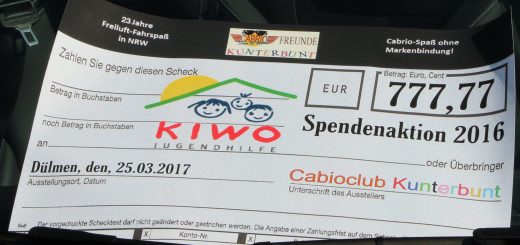 23 Jahre
Freiluft-Fahrspaß
in NRW
CABRIO FREUNDE
KUNTERBUNT
Cabrio-Spaß ohne
Markenbindung!
Zahlen Sie gegen diesen Scheck
EUR
Betrag: Euro, Cent
777,77
Betrag in Buchstaben
noch Betrag in Buchstaben
KIWO
JUGENDHILFE
Spendenaktion 2016
an
oder Überbringer
Dülmen, den, 25.03.2017
Ausstellungsort, Datum
Cabioclub Kunterbunt
Unterschrift des Ausstellers
Der vorgedruckte Schecktext darf nicht geändert oder gestrichen werden. Die Angabe einer Zahlungsfrist auf dem Scheck
X Konto-Nr. X